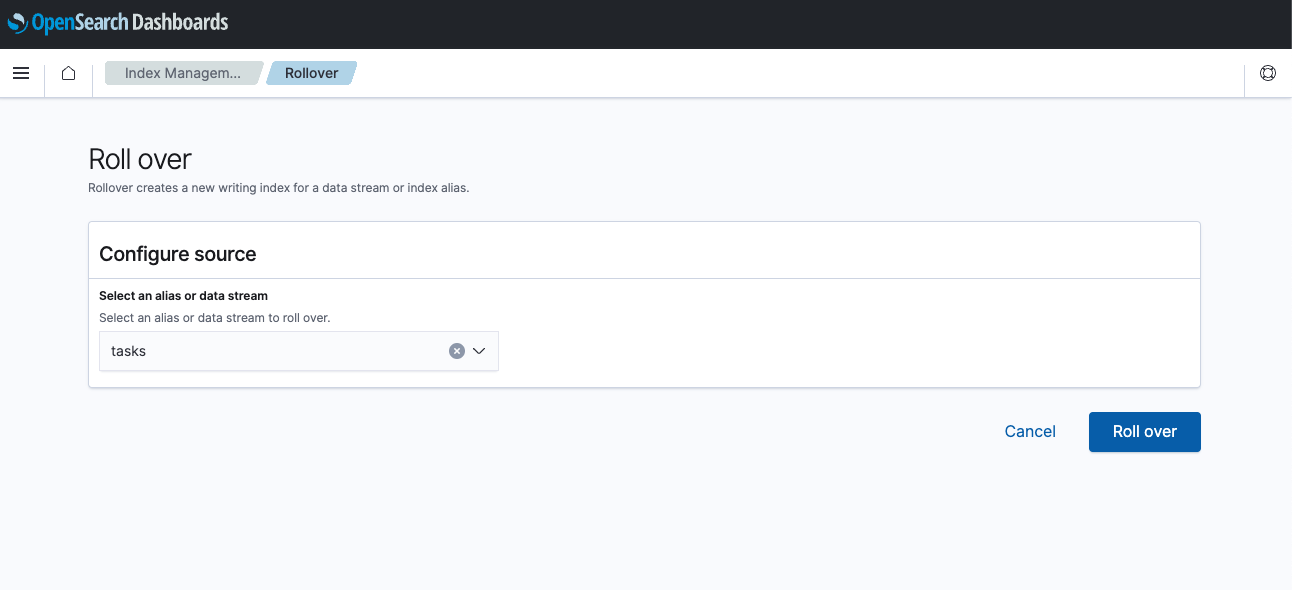 OpenSearch Dashboards
Index Managem... Rollover
Roll over
Rollover creates a new writing index for a data stream or index alias.
Configure source
Select an alias or data stream
Select an alias or data stream to roll over.
tasks
Cancel Roll over